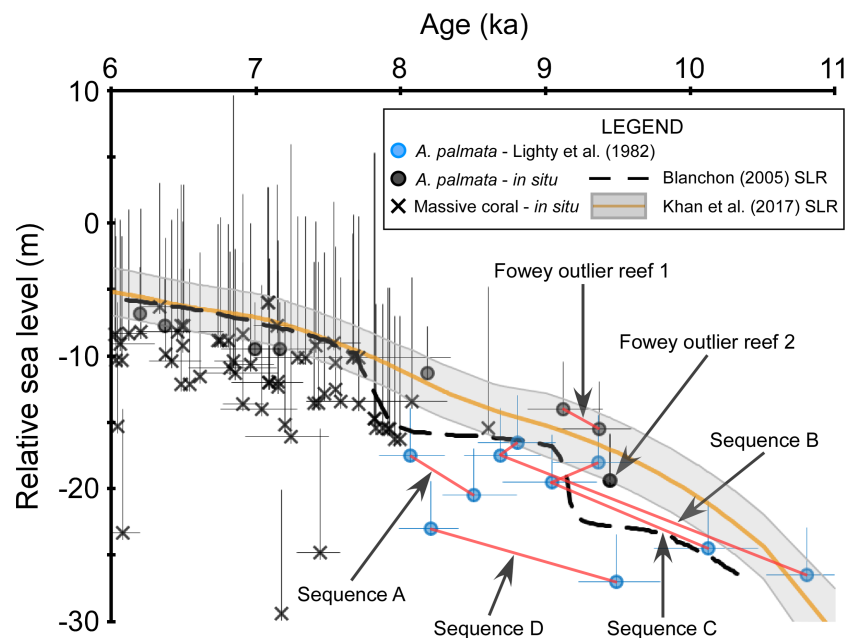 Age (ka)
6 7 8 9 10 11
10
0
-10
-20
-30
Relative sea level (m)
LEGEND
A. palmata - Lighty et al. (1982)
A. palmata - in situ
Blanchon (2005) SLR
Massive coral - in situ
Khan et al. (2017) SLR
Fowey outlier reef 1
Fowey outlier reef 2
Sequence B
Sequence A
Sequence D
Sequence C